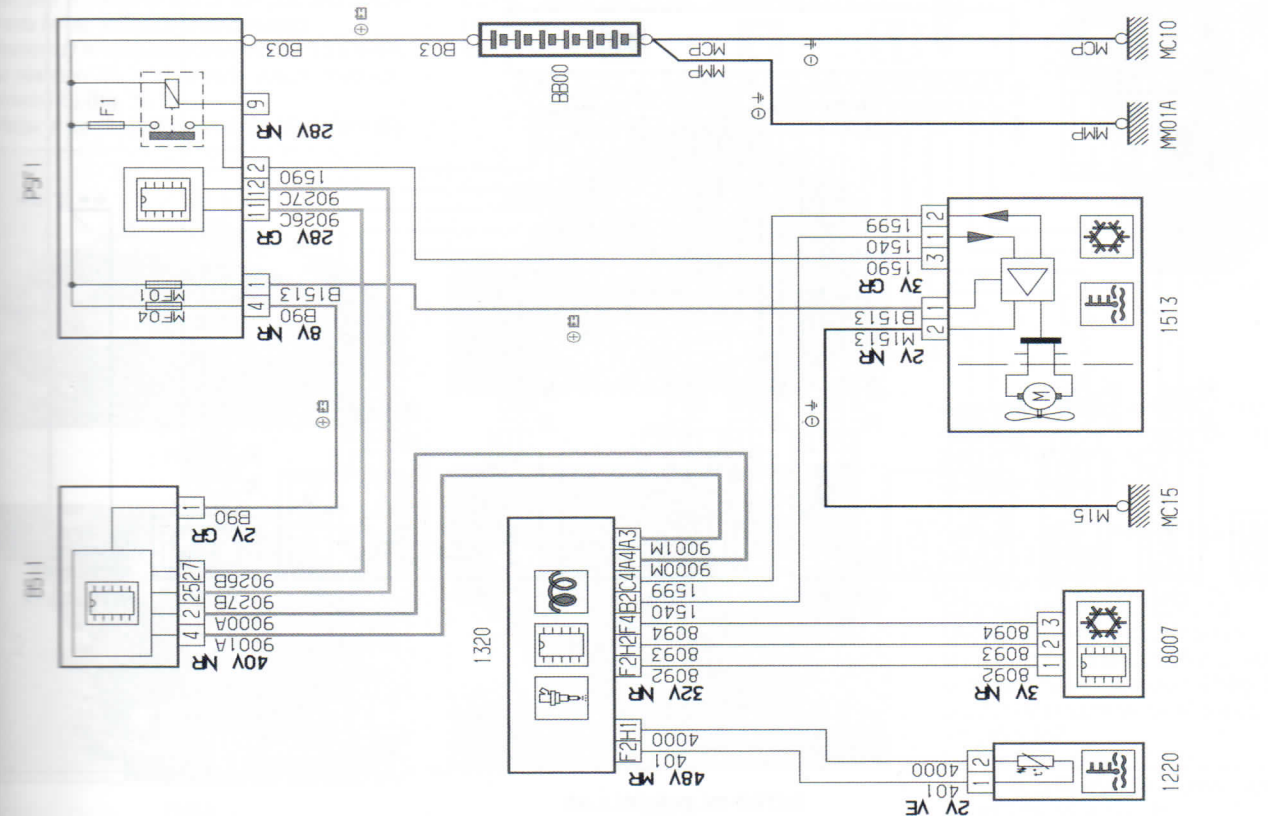 PSF1
F1
B03
B03
BB00
MCP
MMP
MCP
MC10
MMP
MM01A
9
28V NR
2
12
11
1590
9027C
9026C
28V GR
MF01
MF04
1
4
B1513
B90
8V NR
2
1
3
1599
1540
1590
3V GR
1
2
B1513
M1513
2V NR
M
1513
M15
MC15
BSI1
1
B90
2V GR
27
25
2
4
9026B
9027B
9000A
9001A
40V NR
1320
A3
A4
C4
B2
F4
H2
F2
9001M
9000M
1599
1540
8094
8093
8092
32V NR
H1
F2
4000
401
48V MR
3
2
1
8094
8093
8092
3V NR
8007
2
1
4000
401
2V VE
t°
1220